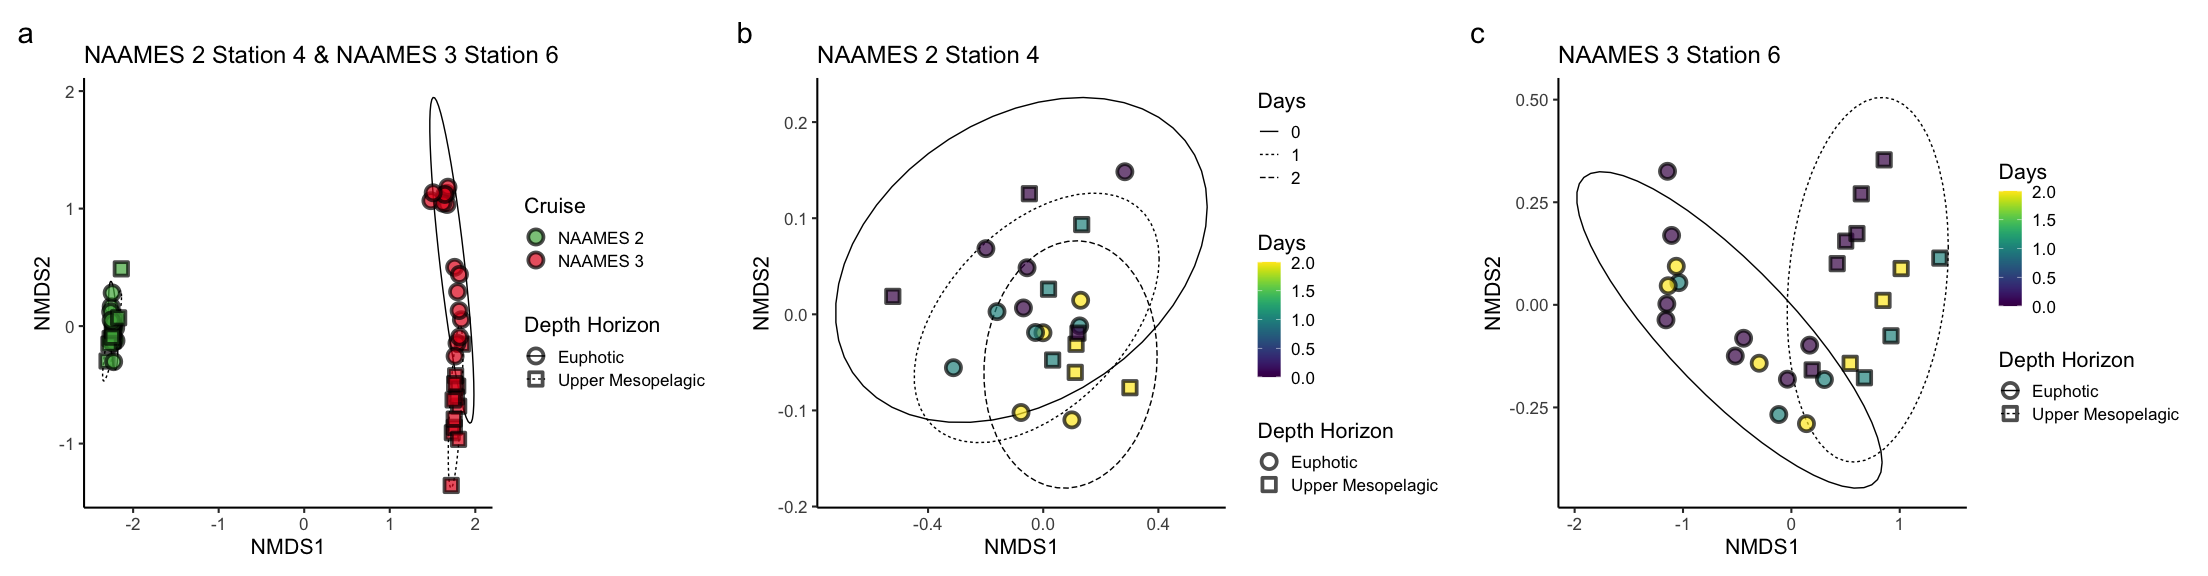 a
NAAMES 2 Station 4 & NAAMES 3 Station 6
2
1
0
-1
NMDS2
-2
-1
0
1
2
NMDS1
Cruise
NAAMES 2
NAAMES 3
Depth Horizon
Euphotic
Upper Mesopelagic
b
NAAMES 2 Station 4
0.2
0.1
0.0
-0.1
-0.2
NMDS2
-0.4
0.0
0.4
NMDS1
Days
0
1
2
Days
2.0
1.5
1.0
0.5
0.0
Depth Horizon
Euphotic
Upper Mesopelagic
c
NAAMES 3 Station 6
0.50
0.25
0.00
-0.25
NMDS2
-2
-1
0
1
NMDS1
Days
2.0
1.5
1.0
0.5
0.0
Depth Horizon
Euphotic
Upper Mesopelagic